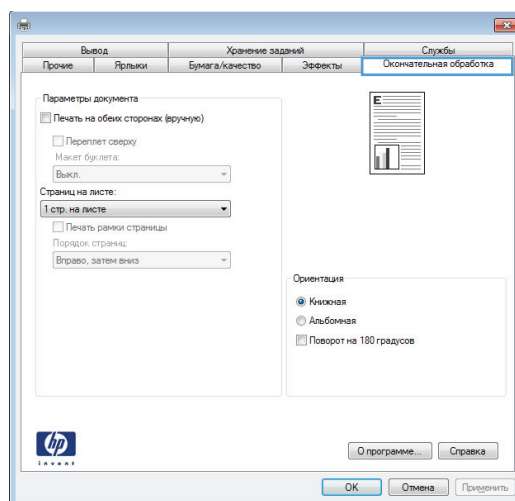 Вывод Хранение заданий Службы
Прочие Ярлыки Бумага/качество Эффекты Окончательная обработка
Параметры документа
Печать на обеих сторонах (вручную)
Переплет сверху
Макет буклета:
Выкл.
Страниц на листе:
1 стр. на листе
Печать рамки страницы
Порядок страниц:
Вправо, затем вниз
E
Ориентация
Книжная
Альбомная
Поворот на 180 градусов
hp
invent
О программе... Справка
OK Отмена Применить